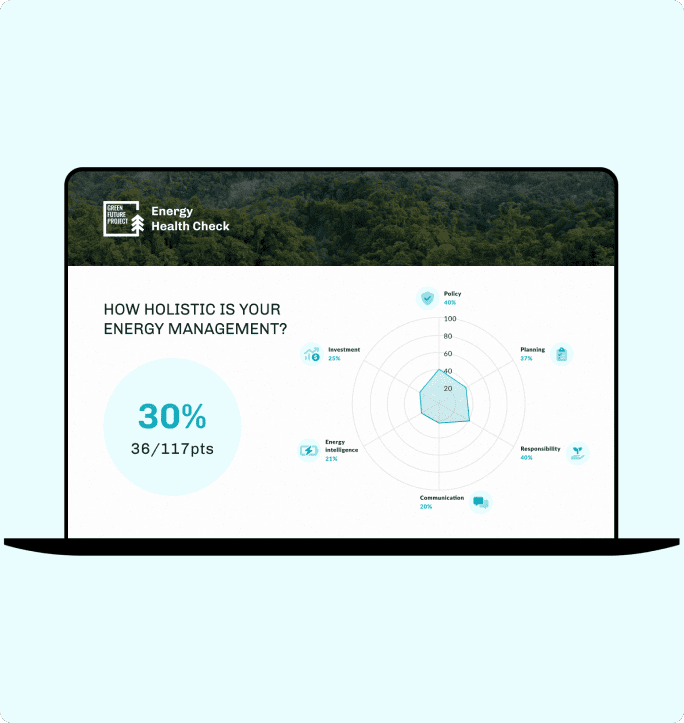 GREEN
FUTURE
PROJECT
Energy
Health Check
HOW HOLISTIC IS YOUR
ENERGY MANAGEMENT?
30%
36/117pts
Policy
40%
100
80
60
40
20
Investment
25%
Planning
37%
Energy
intelligence
21%
Responsibility
40%
Communication
20%